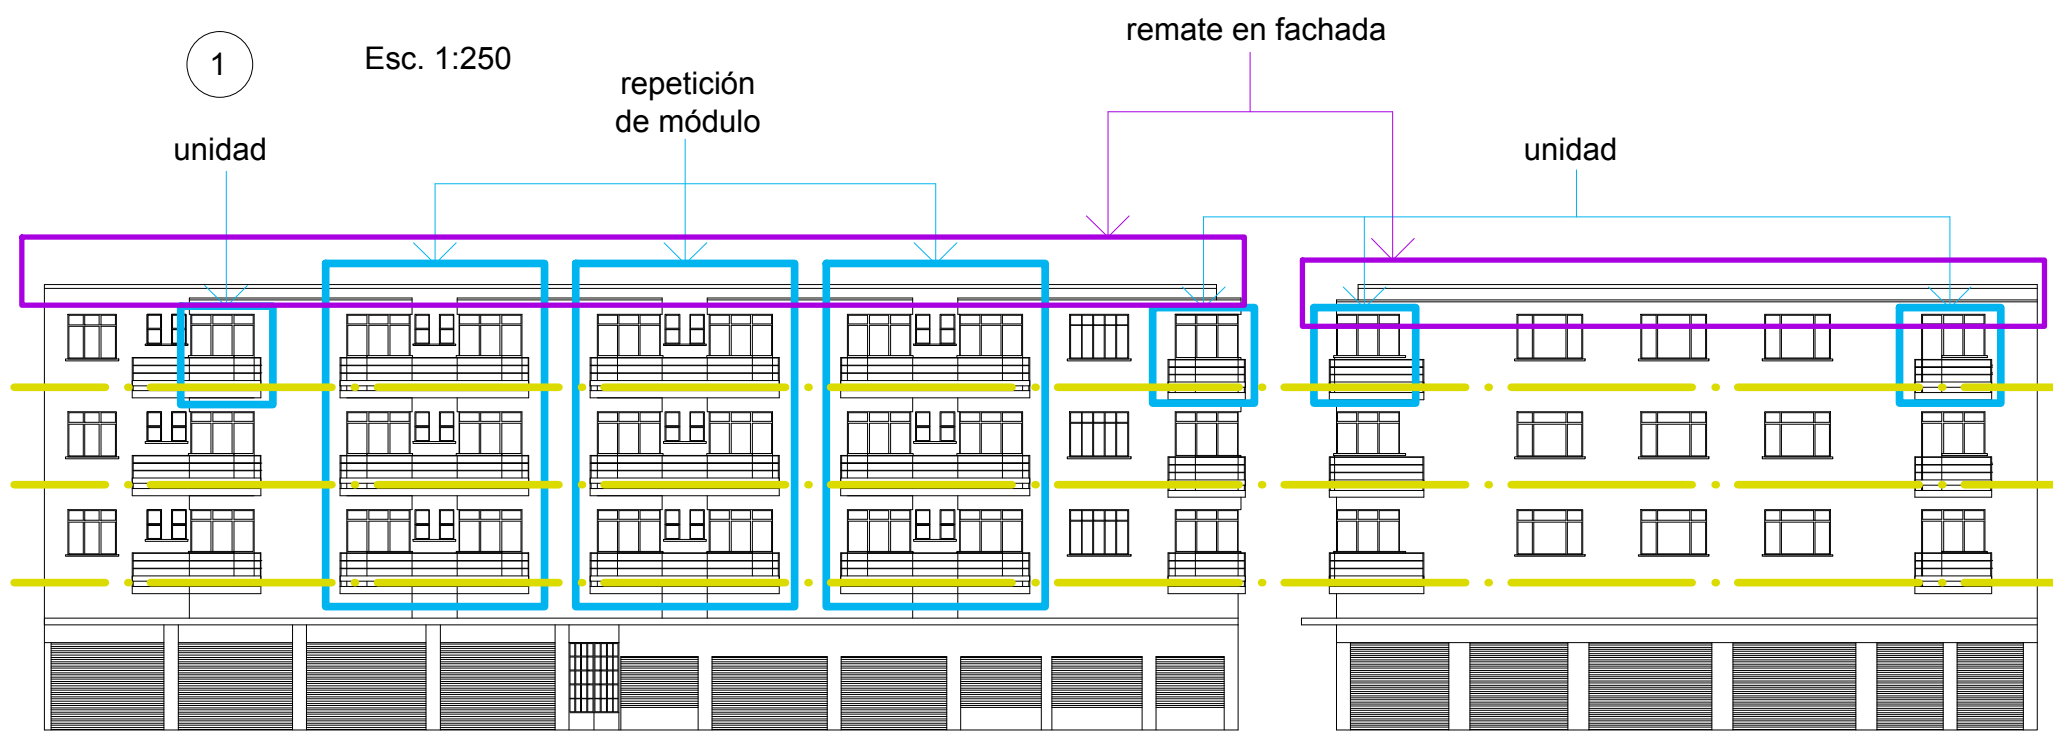 1
Esc. 1:250
remate en fachada
repetición
de módulo
unidad
unidad